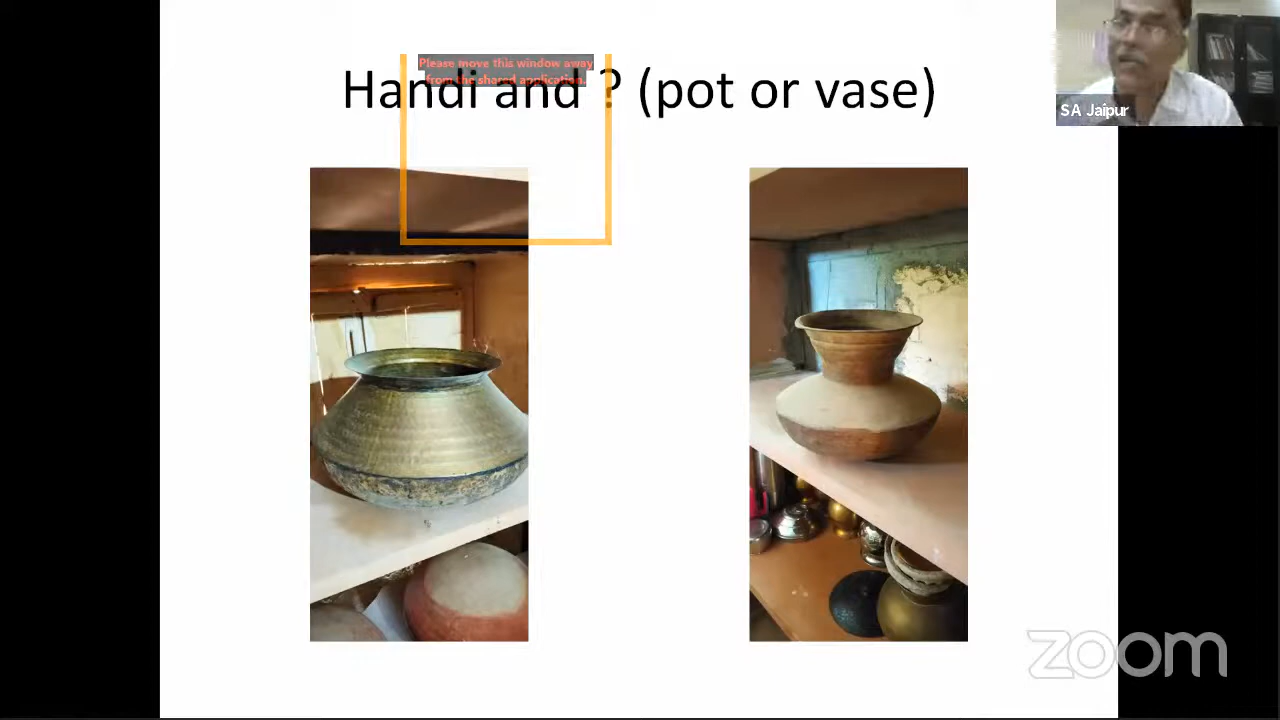 Please move this window away
from the shared application.
Handi and ? (pot or vase)
SA Jaipur
zoom